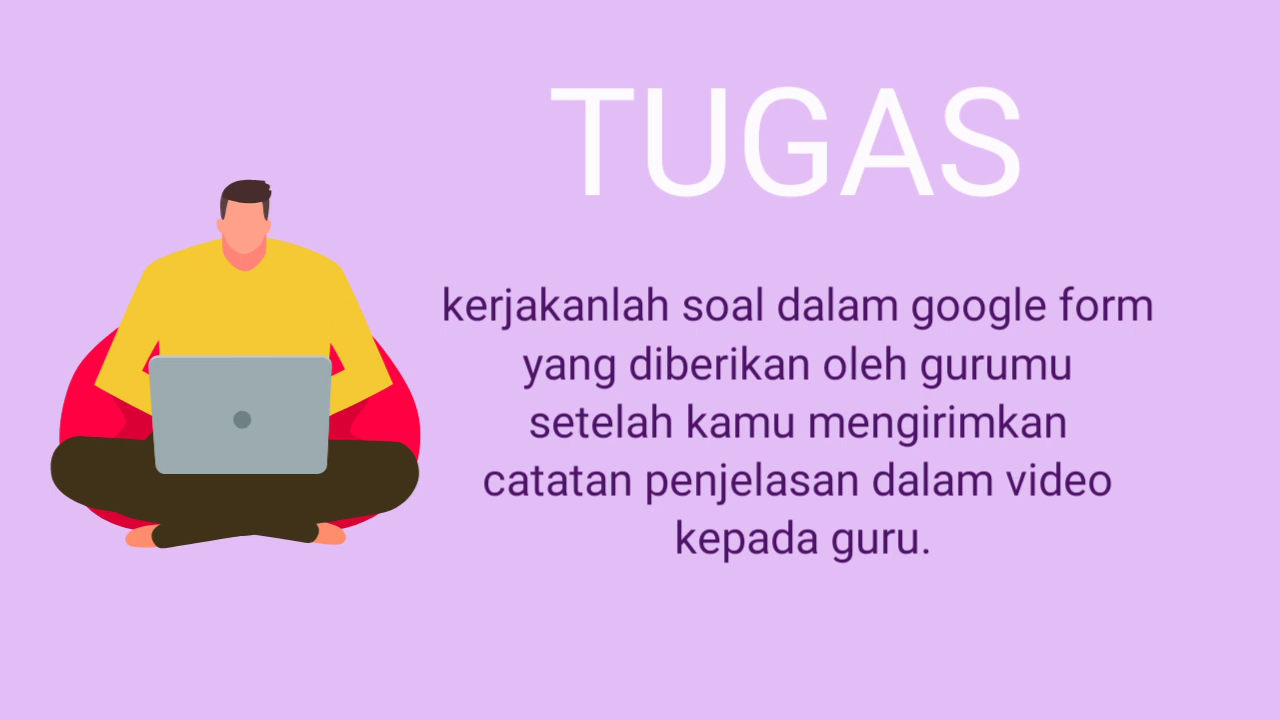 TUGAS
kerjakanlah soal dalam google form
yang diberikan oleh gurumu
setelah kamu mengirimkan
catatan penjelasan dalam video
kepada guru.